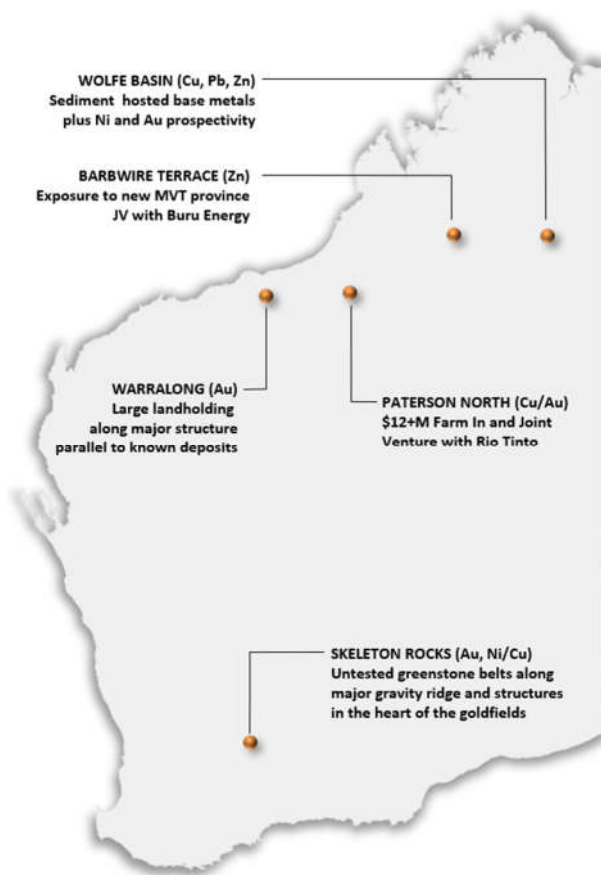 WOLFE BASIN (Cu, Pb, Zn)
Sediment hosted base metals
plus Ni and Au prospectivity
BARBWIRE TERRACE (Zn)
Exposure to new MVT province
JV with Buru Energy
WARRALONG (Au)
Large landholding
along major structure
parallel to known deposits
PATERSON NORTH (Cu/Au)
$12+M Farm In and Joint
Venture with Rio Tinto
SKELETON ROCKS (Au, Ni/Cu)
Untested greenstone belts along
major gravity ridge and structures
in the heart of the goldfields